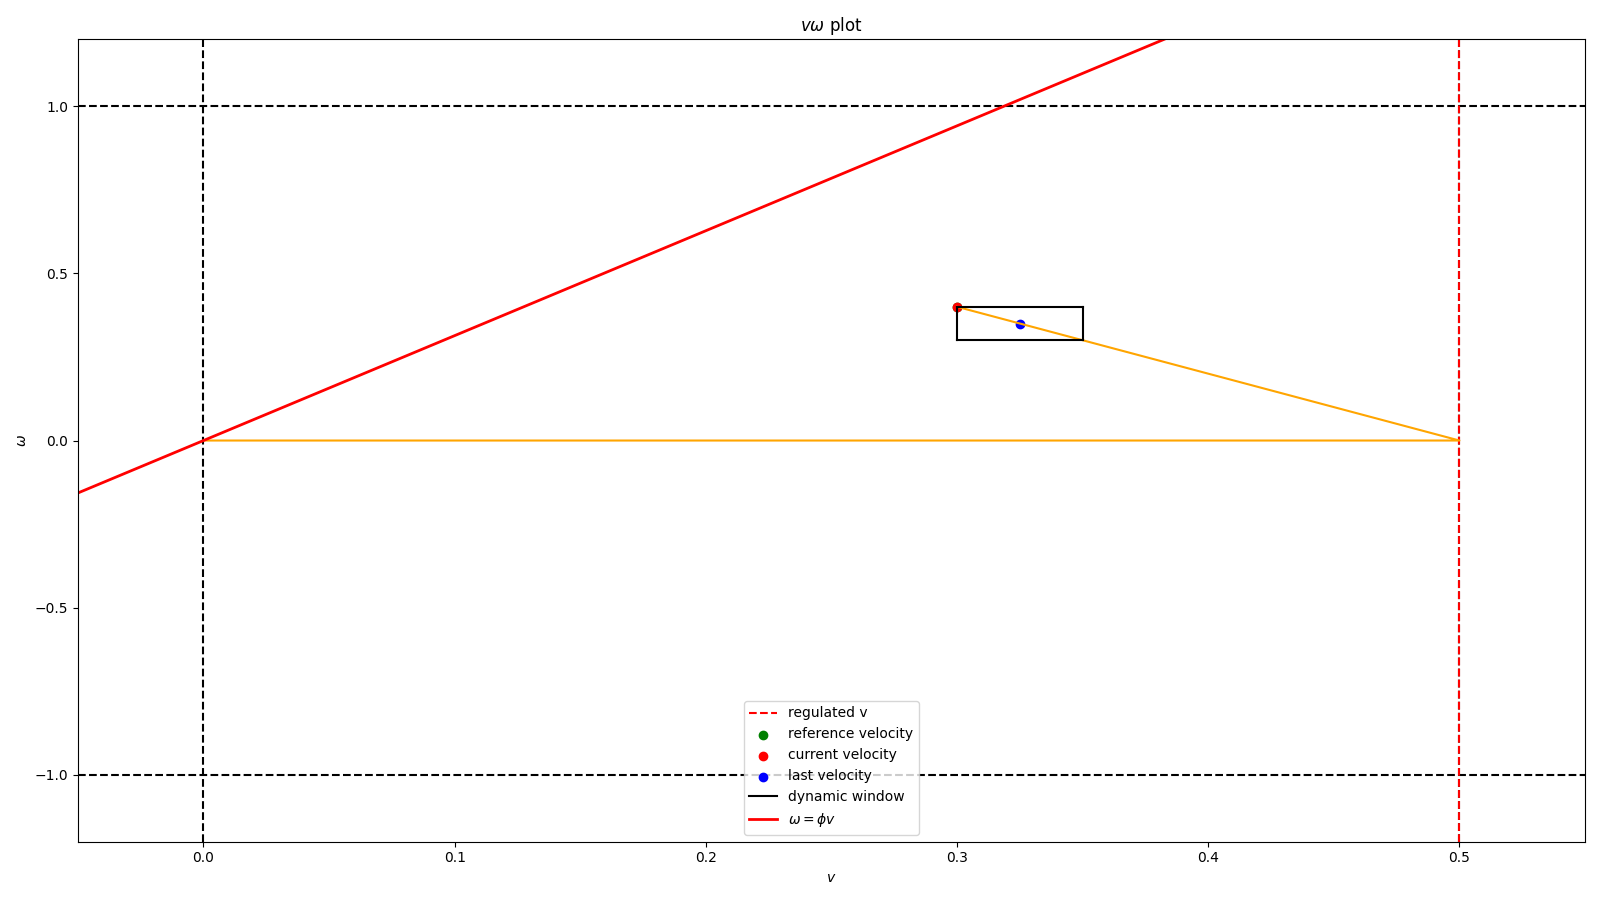 vω plot
1.0
0.5
0.0
−0.5
−1.0
ω
0.0 0.1 0.2 0.3 0.4 0.5
v
regulated v
reference velocity
current velocity
last velocity
dynamic window
ω = ϕv